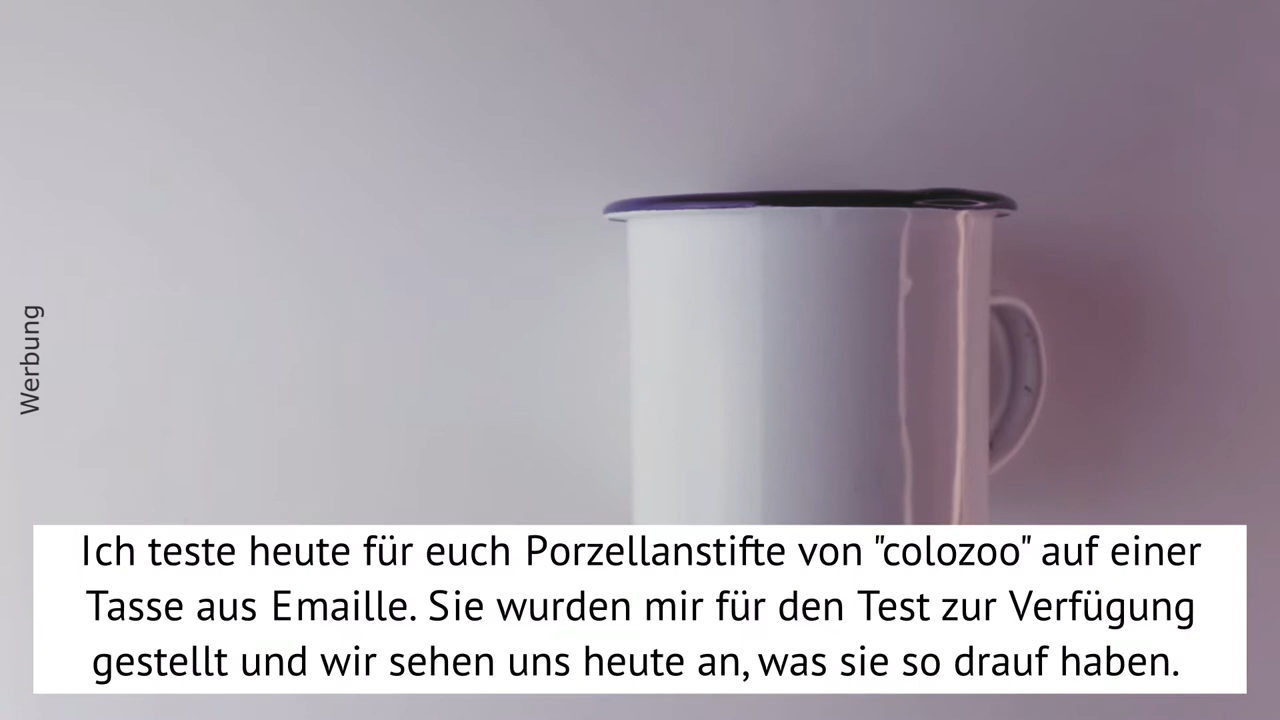 Werbung
Ich teste heute für euch Porzellanstifte von "colozoo" auf einer
Tasse aus Emaille. Sie wurden mir für den Test zur Verfügung
gestellt und wir sehen uns heute an, was sie so drauf haben.